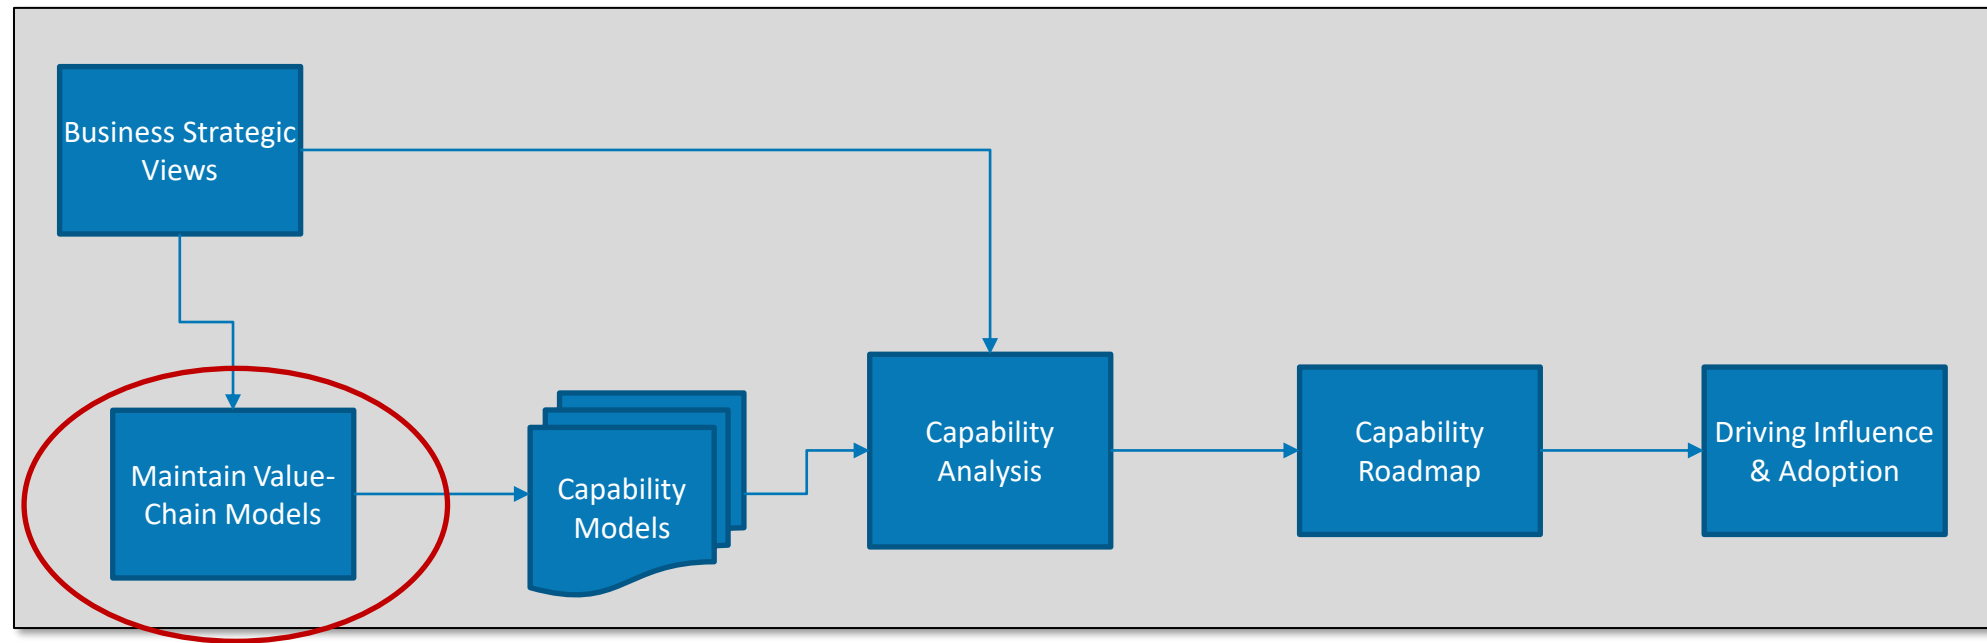 Business Strategic
Views
Maintain Value-
Chain Models
Capability
Models
Capability
Analysis
Capability
Roadmap
Driving Influence
& Adoption